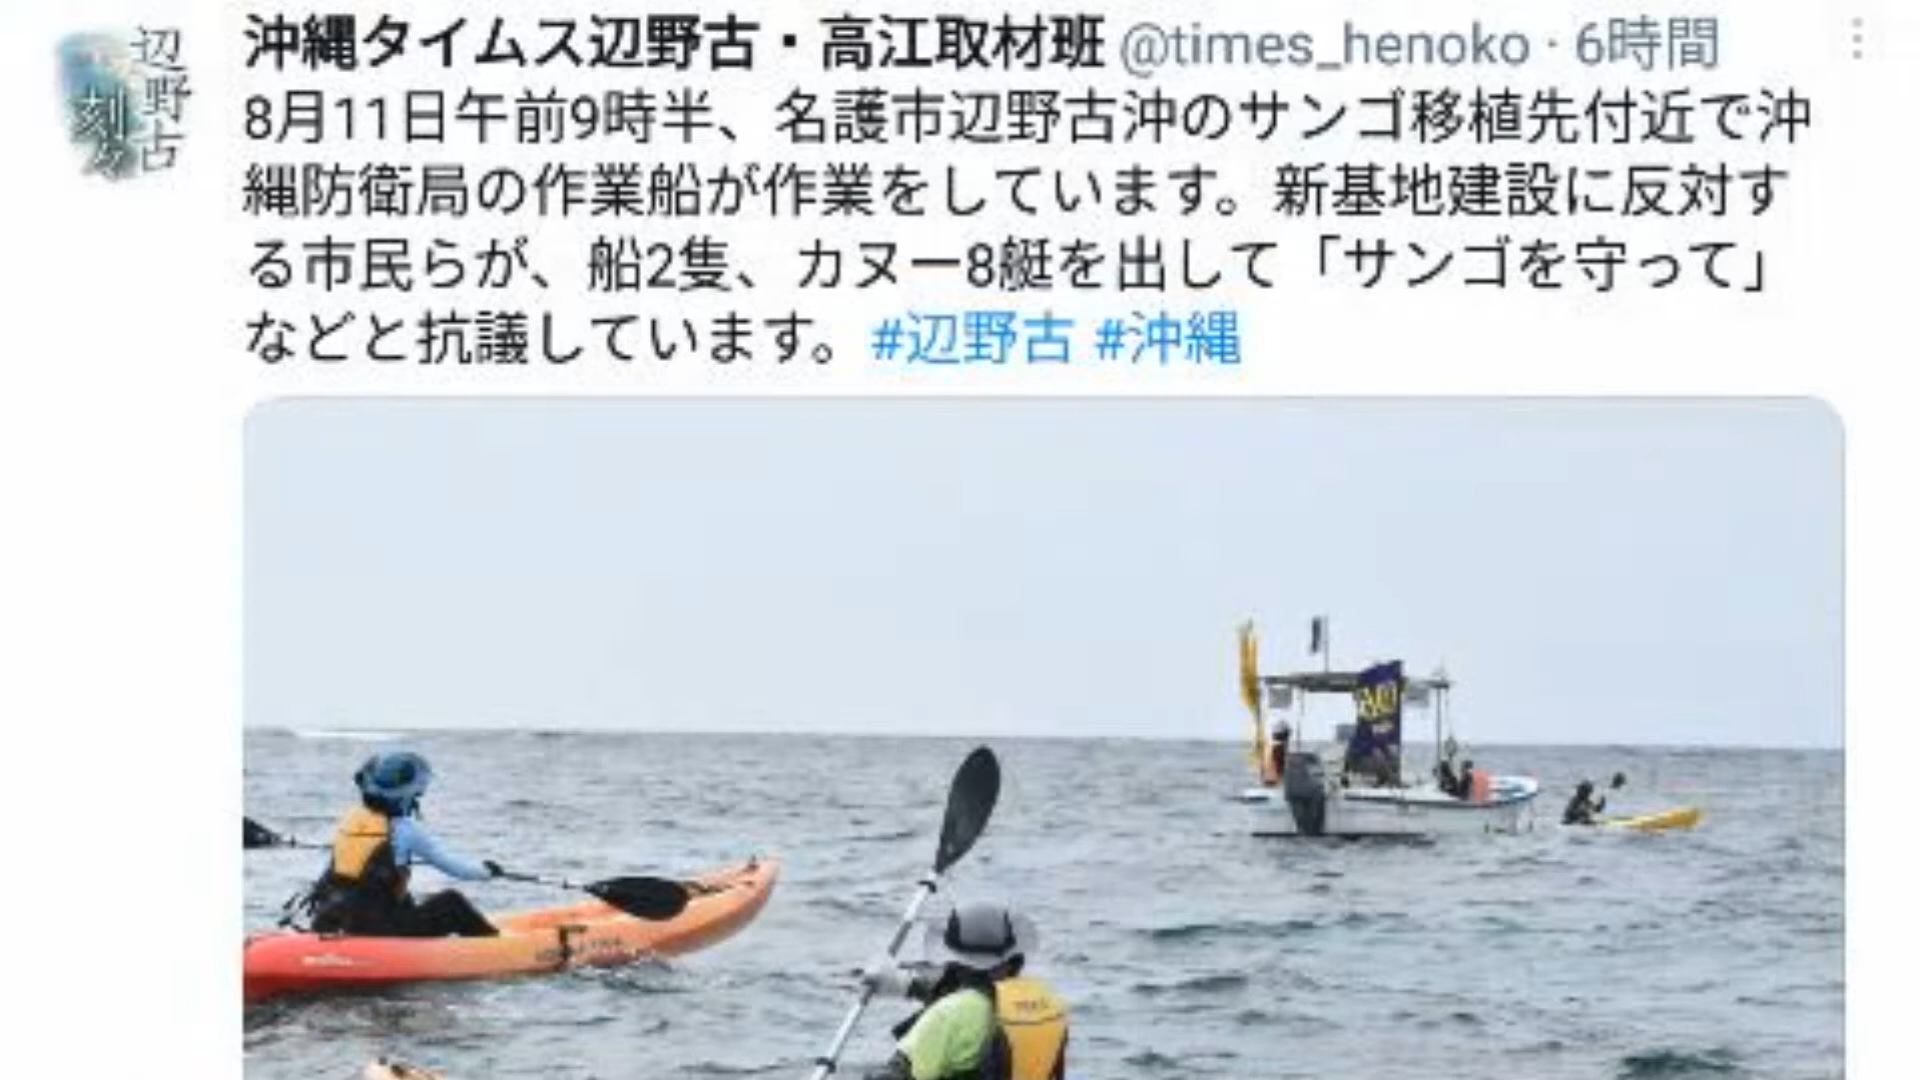 辺野古
刻々
沖縄タイムス辺野古・高江取材班 @times_henoko · 6時間
8月11日午前9時半、名護市辺野古沖のサンゴ移植先付近で沖
縄防衛局の作業船が作業をしています。新基地建設に反対す
る市民らが、船2隻、カヌー8艇を出して「サンゴを守って」
などと抗議しています。#辺野古 #沖縄